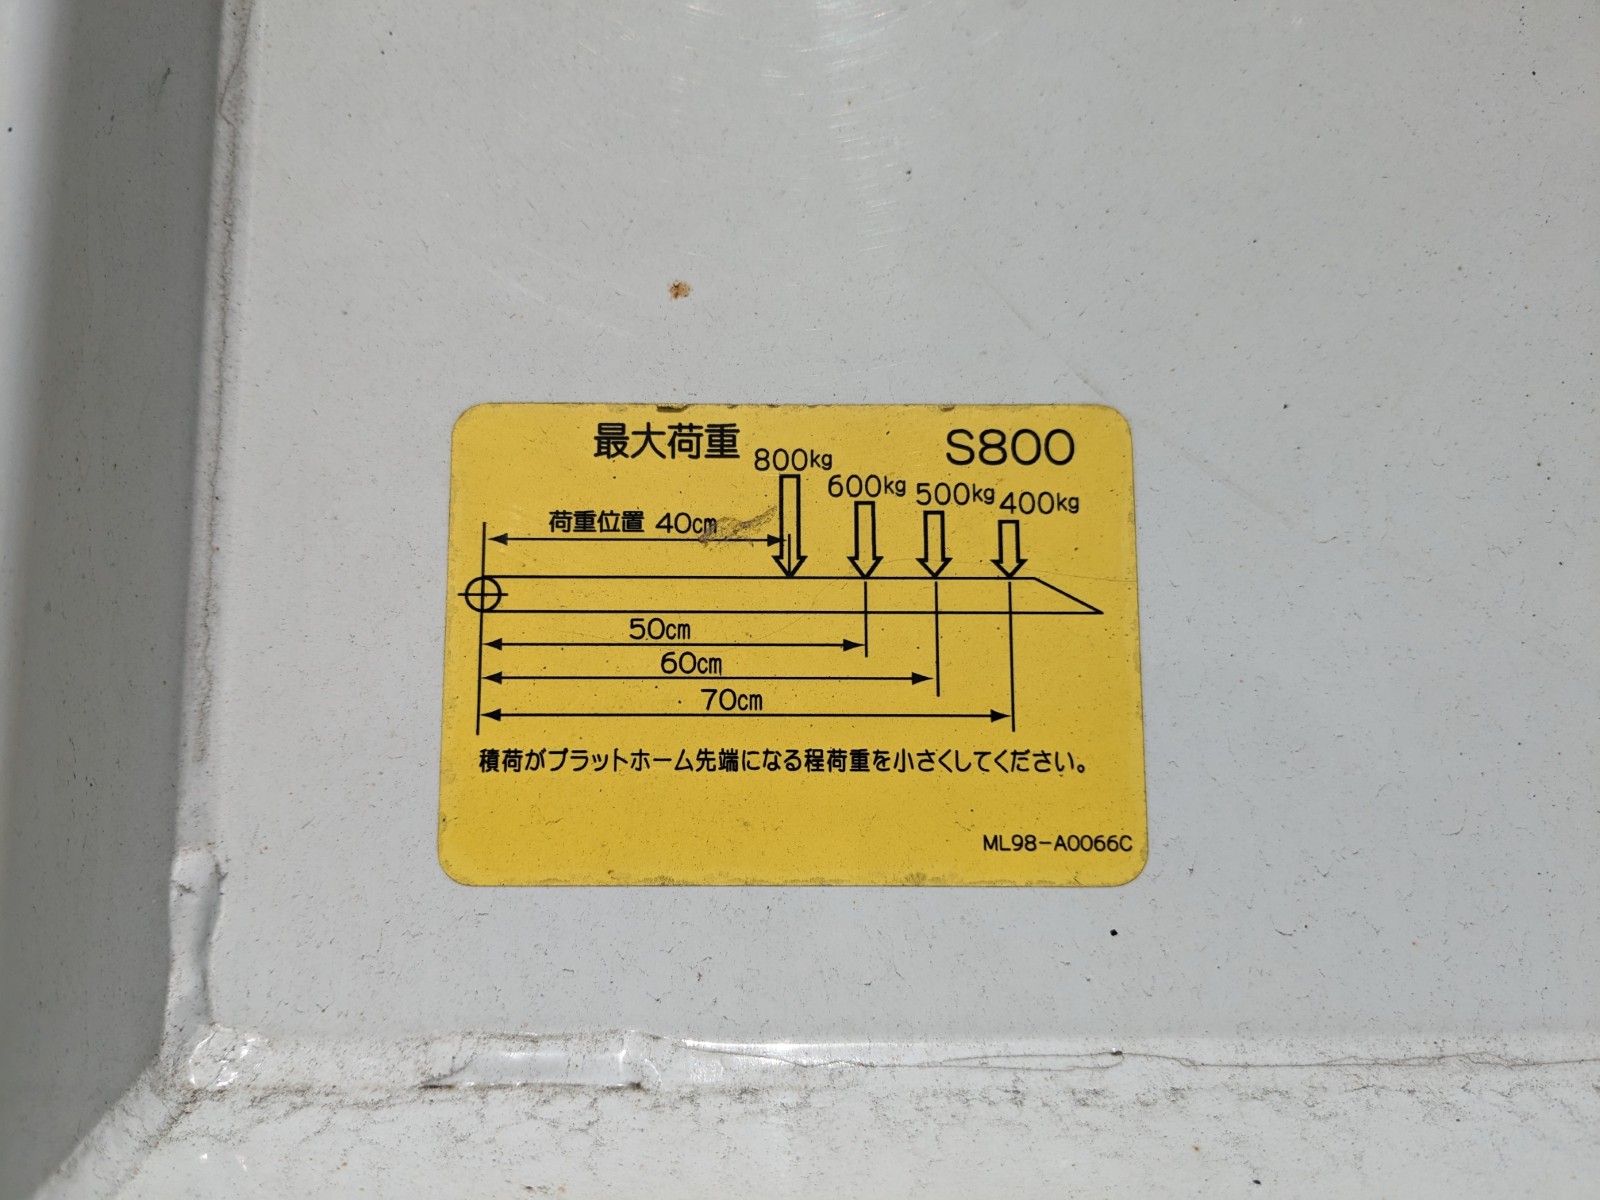 最大荷重
S800
800kg
600kg
500kg
400kg
荷重位置 40cm
50cm
60cm
70cm
積荷がプラットホーム先端になる程荷重を小さくしてください。
ML98-A0066C